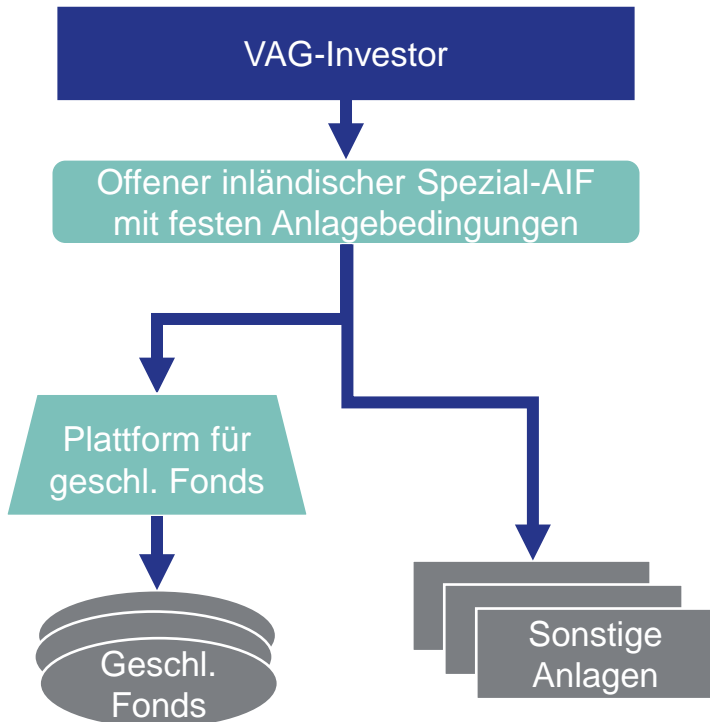 VAG-Investor
Offener inländischer Spezial-AIF
mit festen Anlagebedingungen
Plattform für
geschl. Fonds
Geschl.
Fonds
Sonstige
Anlagen